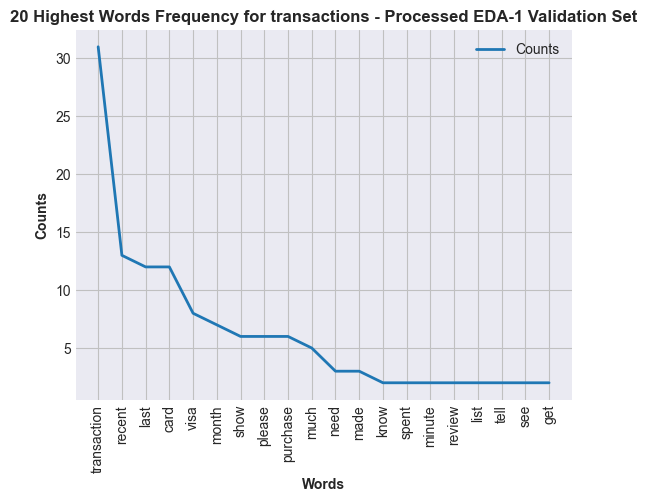 20 Highest Words Frequency for transactions - Processed EDA-1 Validation Set
Counts
30
25
20
15
10
5
Counts
transaction
recent
last
card
visa
month
show
please
purchase
much
need
made
know
spent
minute
review
list
tell
see
get
Words